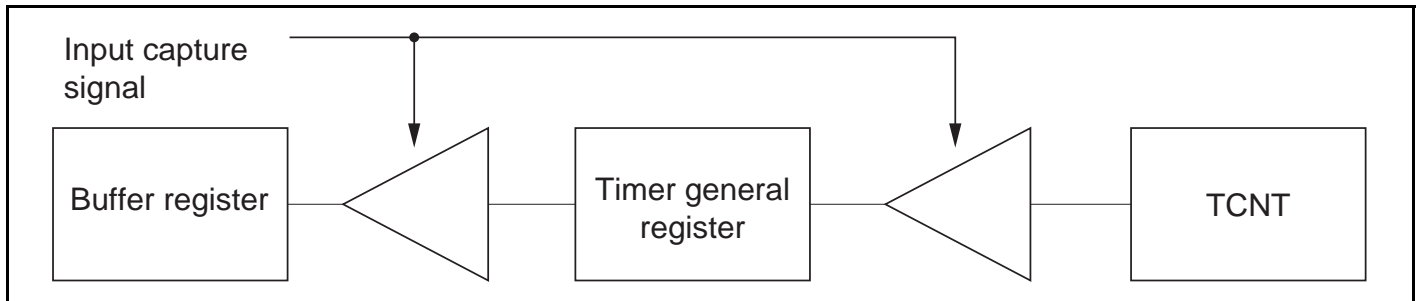 Input capture
signal
Buffer register
Timer general
register
TCNT